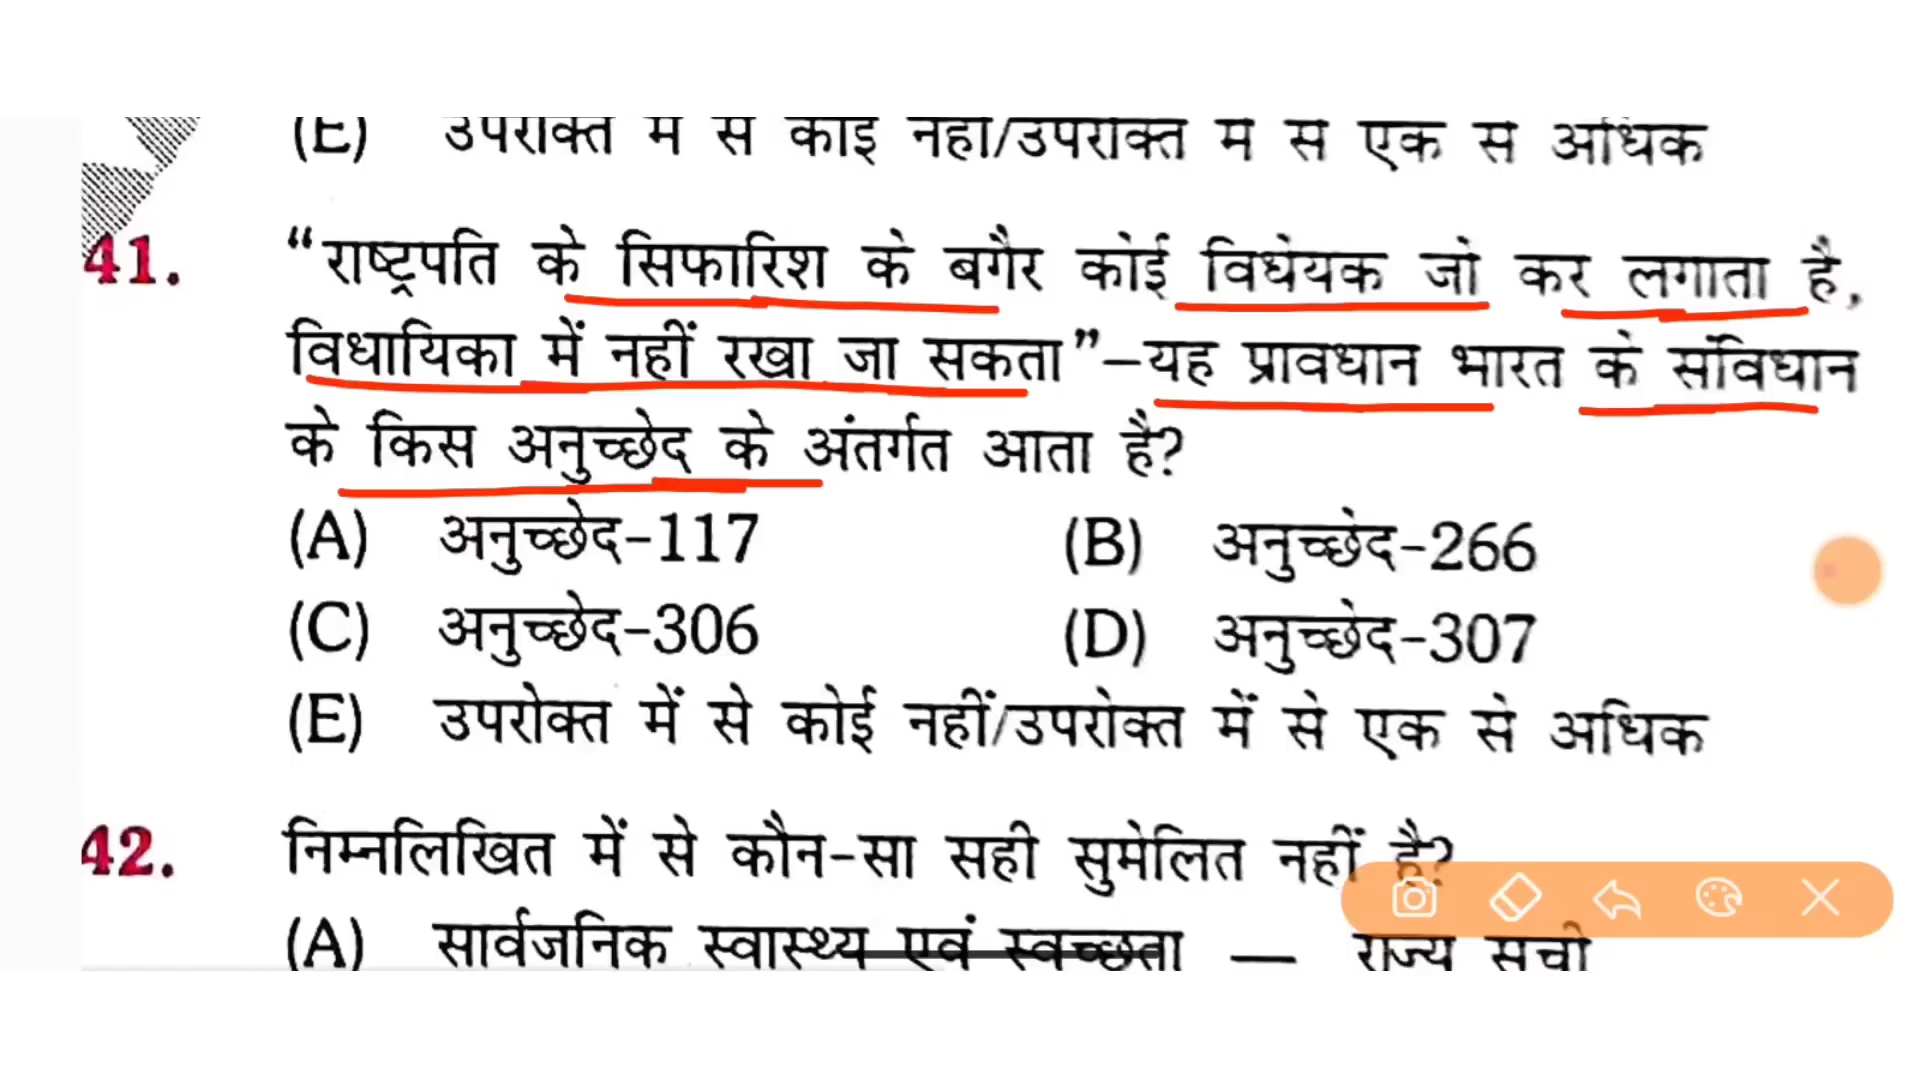 (E) उपरोक्त में से कोई नहीं/उपरोक्त में से एक से अधिक
41. “राष्ट्रपति के सिफारिश के बगैर कोई विधेयक जो कर लगाता है,
विधायिका में नहीं रखा जा सकता”–यह प्रावधान भारत के संविधान
के किस अनुच्छेद के अंतर्गत आता है?
(A) अनुच्छेद-117 (B) अनुच्छेद-266
(C) अनुच्छेद-306 (D) अनुच्छेद-307
(E) उपरोक्त में से कोई नहीं/उपरोक्त में से एक से अधिक
42. निम्नलिखित में से कौन-सा सही सुमेलित नहीं है?
(A) सार्वजनिक स्वास्थ्य एवं स्वच्छता — राज्य सूची